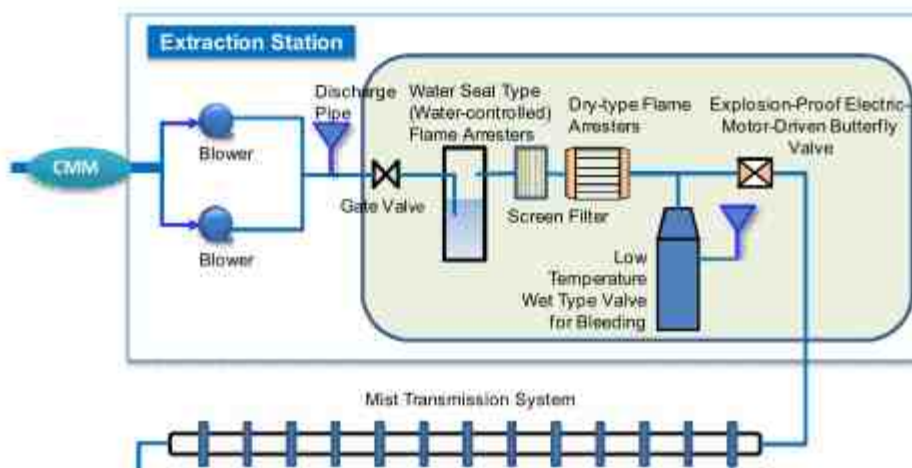 Extraction Station
Discharge
Pipe
Water Seal Type
(Water-controlled)
Flame Arresters
Dry-type Flame
Arresters
Explosion-Proof Electric-
Motor-Driven Butterfly
Valve
CMM
Blower
Gate Valve
Screen Filter
Blower
Low
Temperature
Wet Type Valve
for Bleeding
Mist Transmission System